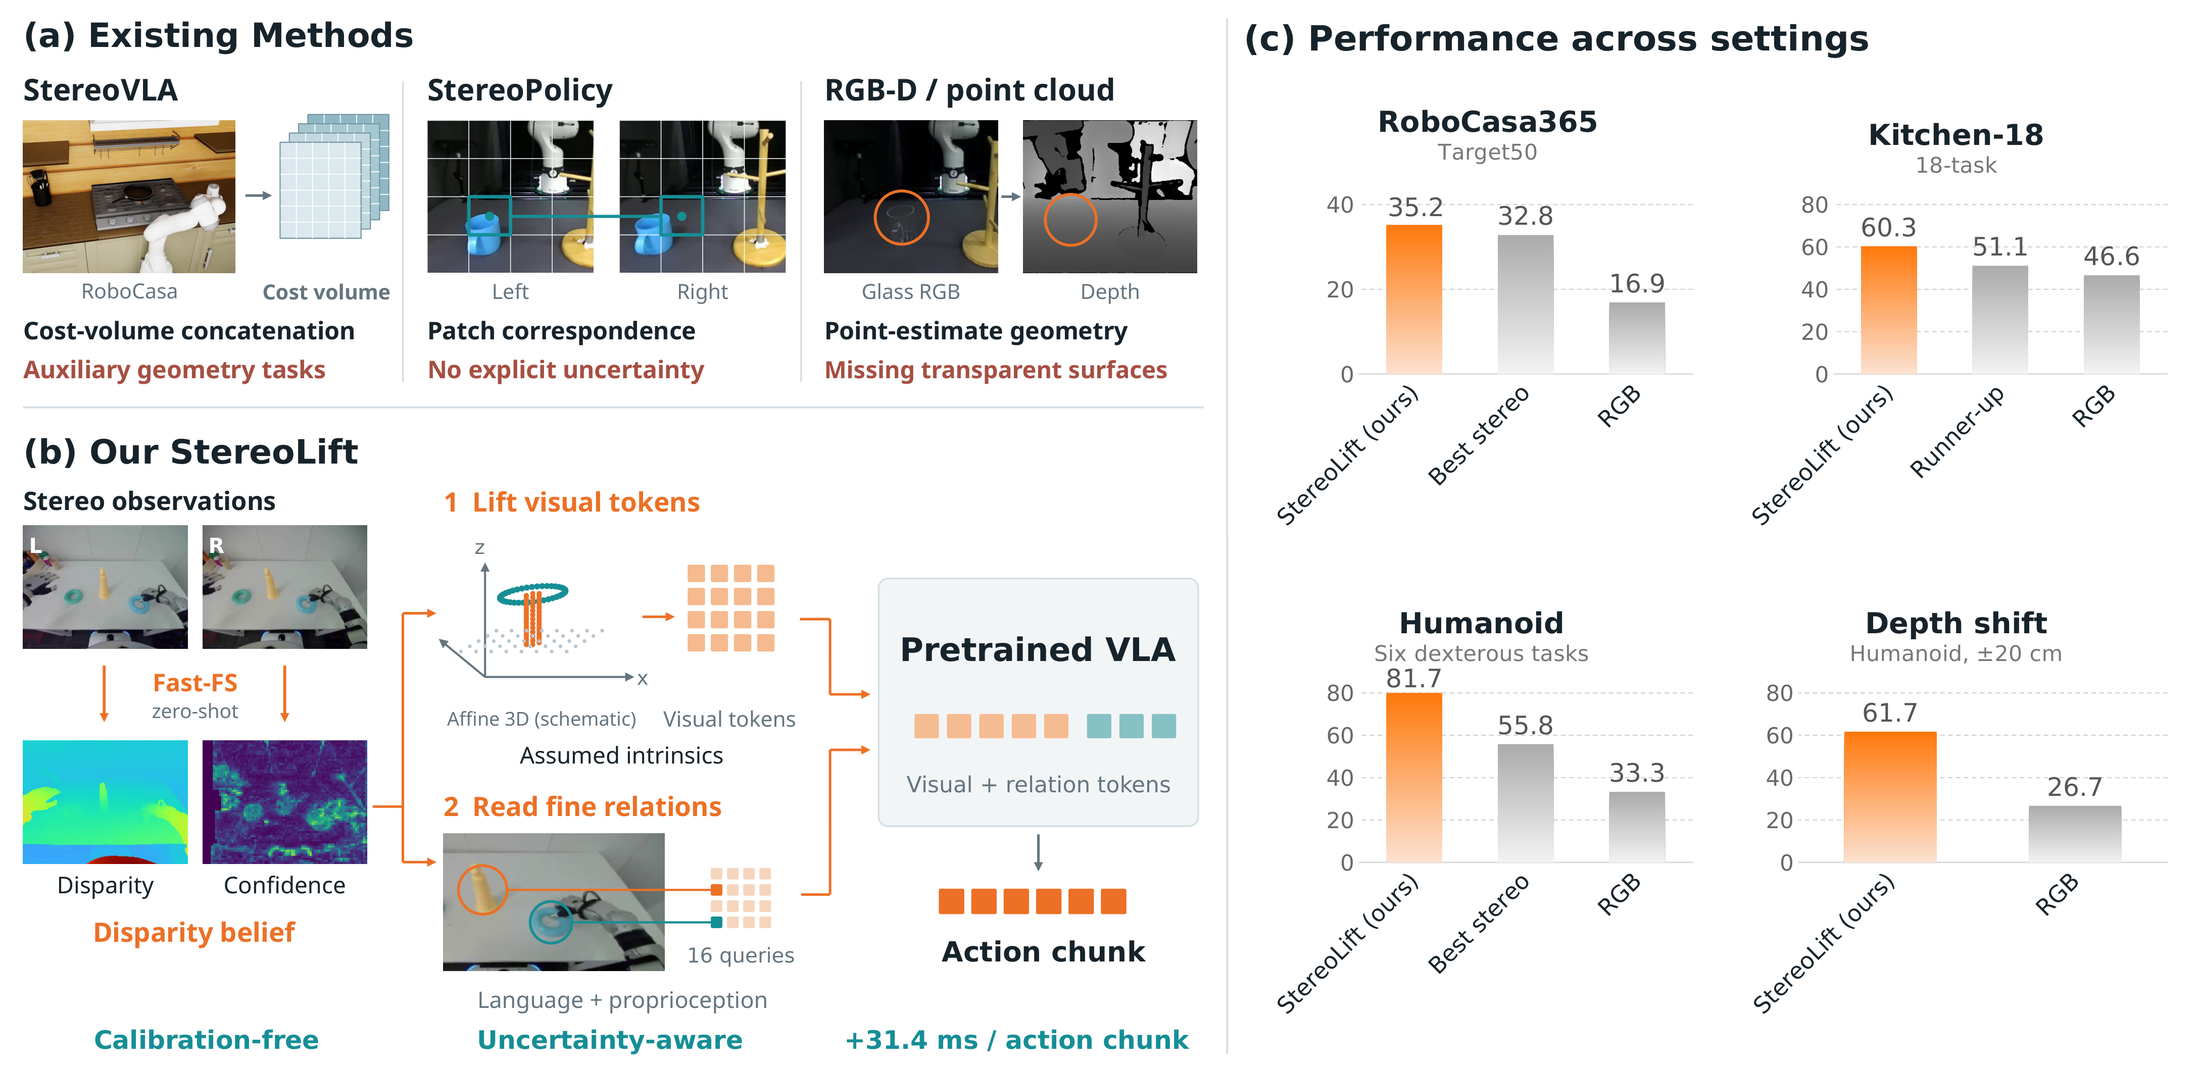 (a) Existing Methods
StereoVLA
RoboCasa
Cost volume
Cost-volume concatenation
Auxiliary geometry tasks
StereoPolicy
Left
Right
Patch correspondence
No explicit uncertainty
RGB-D / point cloud
Glass RGB
Depth
Point-estimate geometry
Missing transparent surfaces
(b) Our StereoLift
Stereo observations
L
R
Fast-FS
zero-shot
Disparity
Confidence
Disparity belief
1 Lift visual tokens
z
x
Affine 3D (schematic)
Visual tokens
Assumed intrinsics
2 Read fine relations
16 queries
Language + proprioception
Pretrained VLA
Visual + relation tokens
Action chunk
Calibration-free
Uncertainty-aware
+31.4 ms / action chunk
(c) Performance across settings
RoboCasa365
Target50
40
20
0
35.2
32.8
16.9
StereoLift (ours)
Best stereo
RGB
Kitchen-18
18-task
80
60
40
20
0
60.3
51.1
46.6
StereoLift (ours)
Runner-up
RGB
Humanoid
Six dexterous tasks
80
60
40
20
0
81.7
55.8
33.3
StereoLift (ours)
Best stereo
RGB
Depth shift
Humanoid, ±20 cm
80
60
40
20
0
61.7
26.7
StereoLift (ours)
RGB